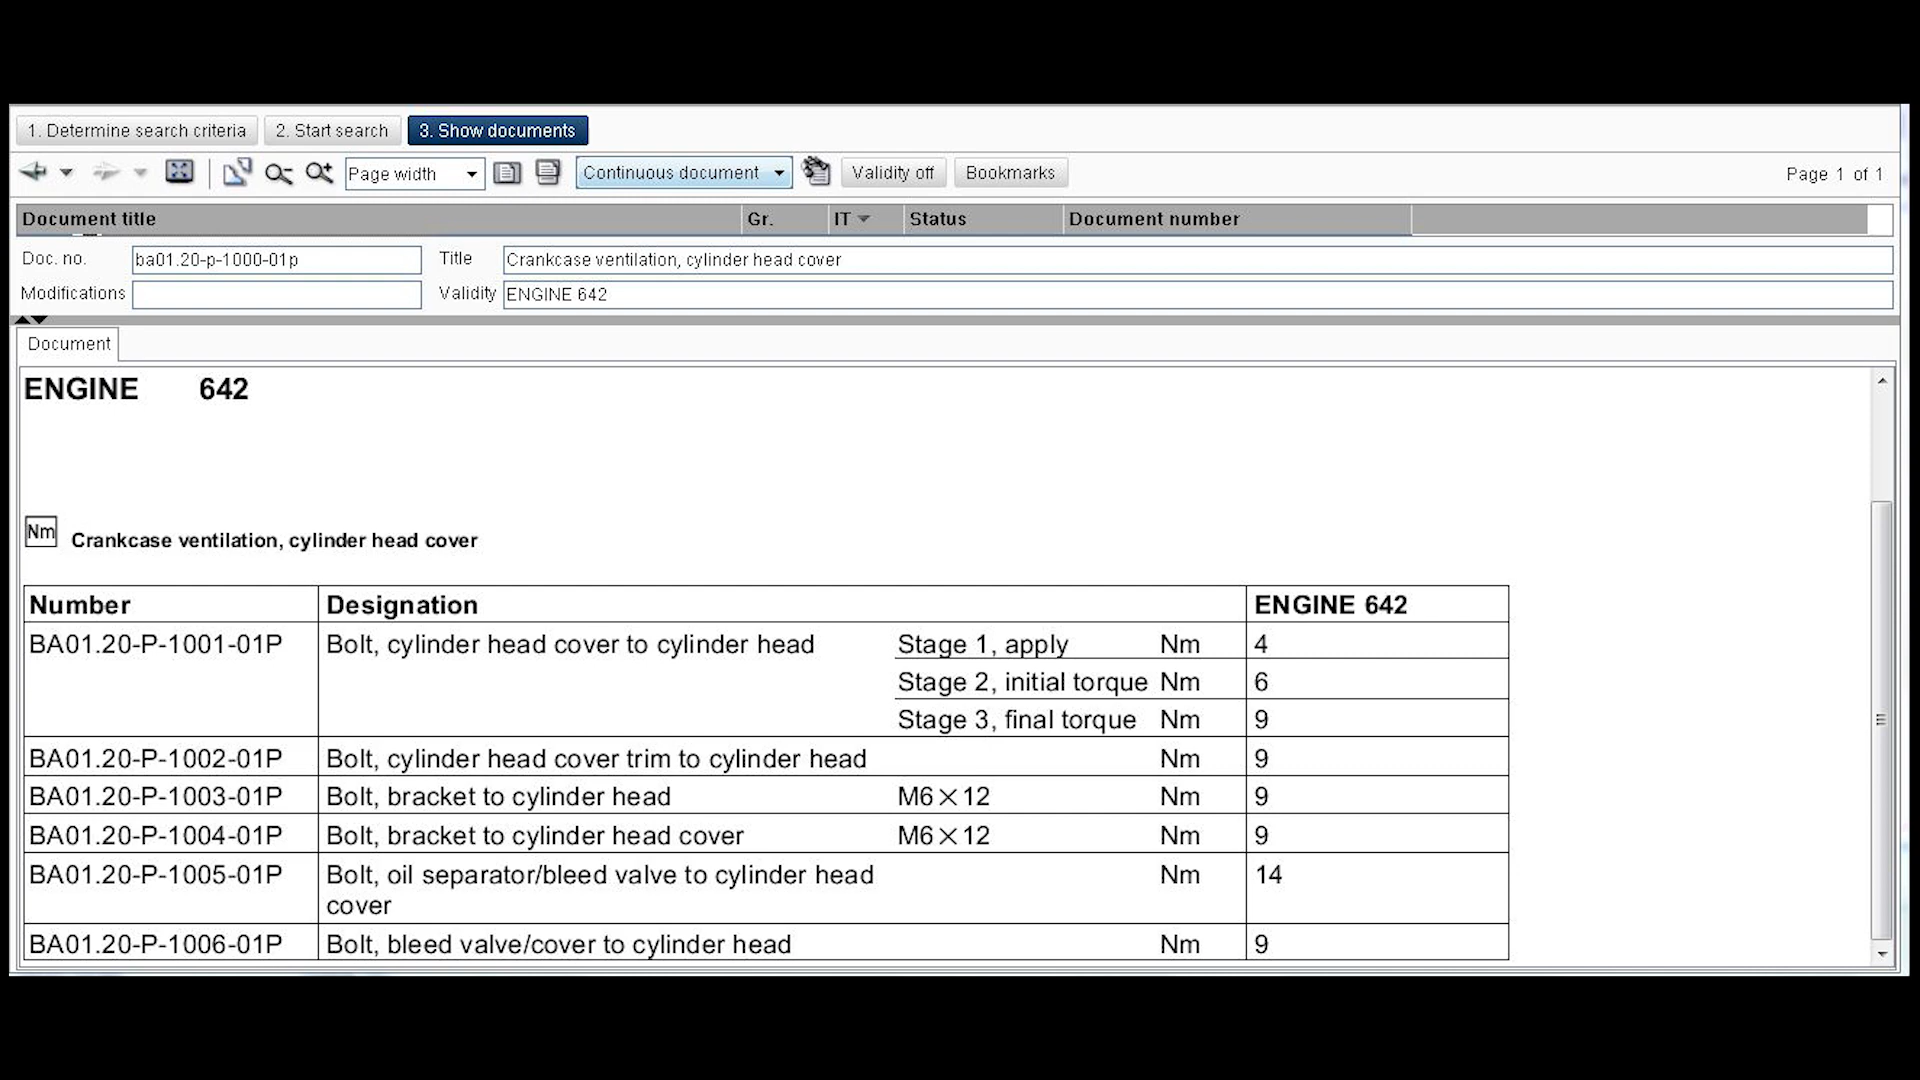 1. Determine search criteria 2. Start search 3. Show documents
Page width Continuous document Validity off Bookmarks Page 1 of 1
Document title Gr. IT Status Document number
Doc. no. ba01.20-p-1000-01p Title Crankcase ventilation, cylinder head cover
Modifications Validity ENGINE 642
Document
ENGINE 642
Nm Crankcase ventilation, cylinder head cover
Number Designation ENGINE 642
BA01.20-P-1001-01P Bolt, cylinder head cover to cylinder head Stage 1, apply Nm 4
Stage 2, initial torque Nm 6
Stage 3, final torque Nm 9
BA01.20-P-1002-01P Bolt, cylinder head cover trim to cylinder head Nm 9
BA01.20-P-1003-01P Bolt, bracket to cylinder head M6×12 Nm 9
BA01.20-P-1004-01P Bolt, bracket to cylinder head cover M6×12 Nm 9
BA01.20-P-1005-01P Bolt, oil separator/bleed valve to cylinder head Nm 14
cover
BA01.20-P-1006-01P Bolt, bleed valve/cover to cylinder head Nm 9